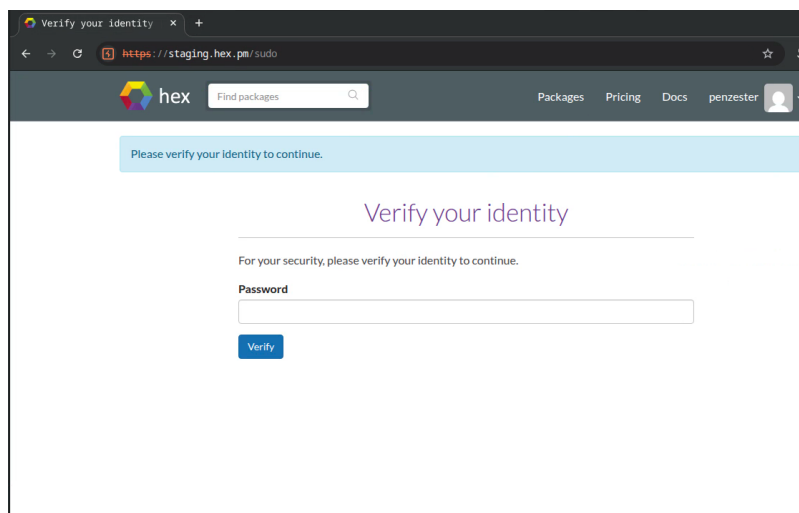 Verify your identity
https://staging.hex.pm/sudo
hex
Find packages
Packages
Pricing
Docs
penzester
Please verify your identity to continue.
Verify your identity
For your security, please verify your identity to continue.
Password
Verify